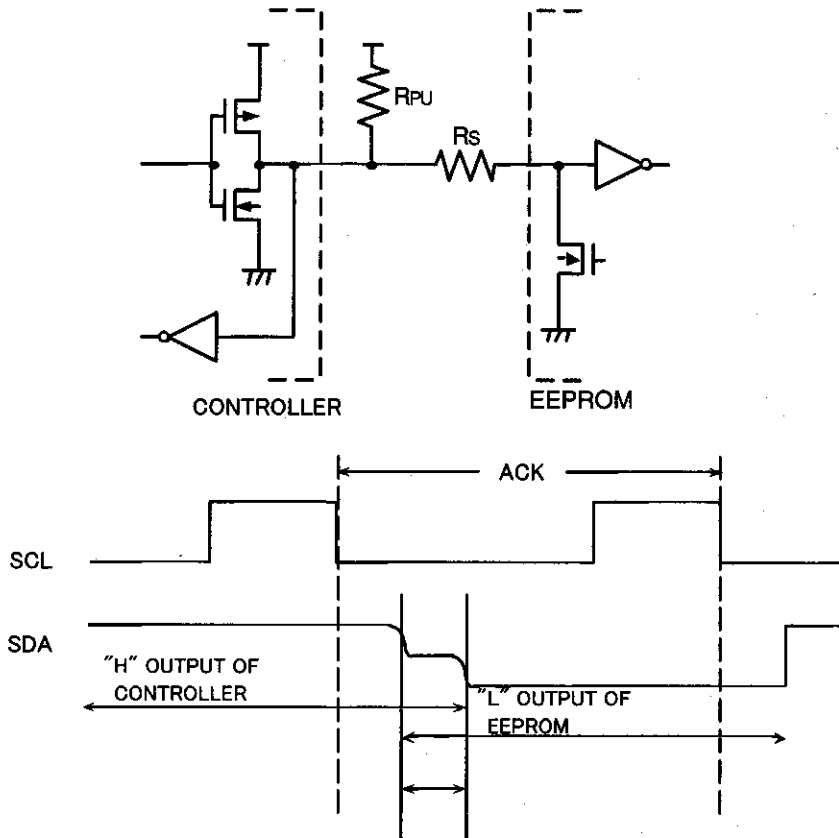 RPU
RS
CONTROLLER
EEPROM
ACK
SCL
SDA
"H" OUTPUT OF
CONTROLLER
"L" OUTPUT OF
EEPROM